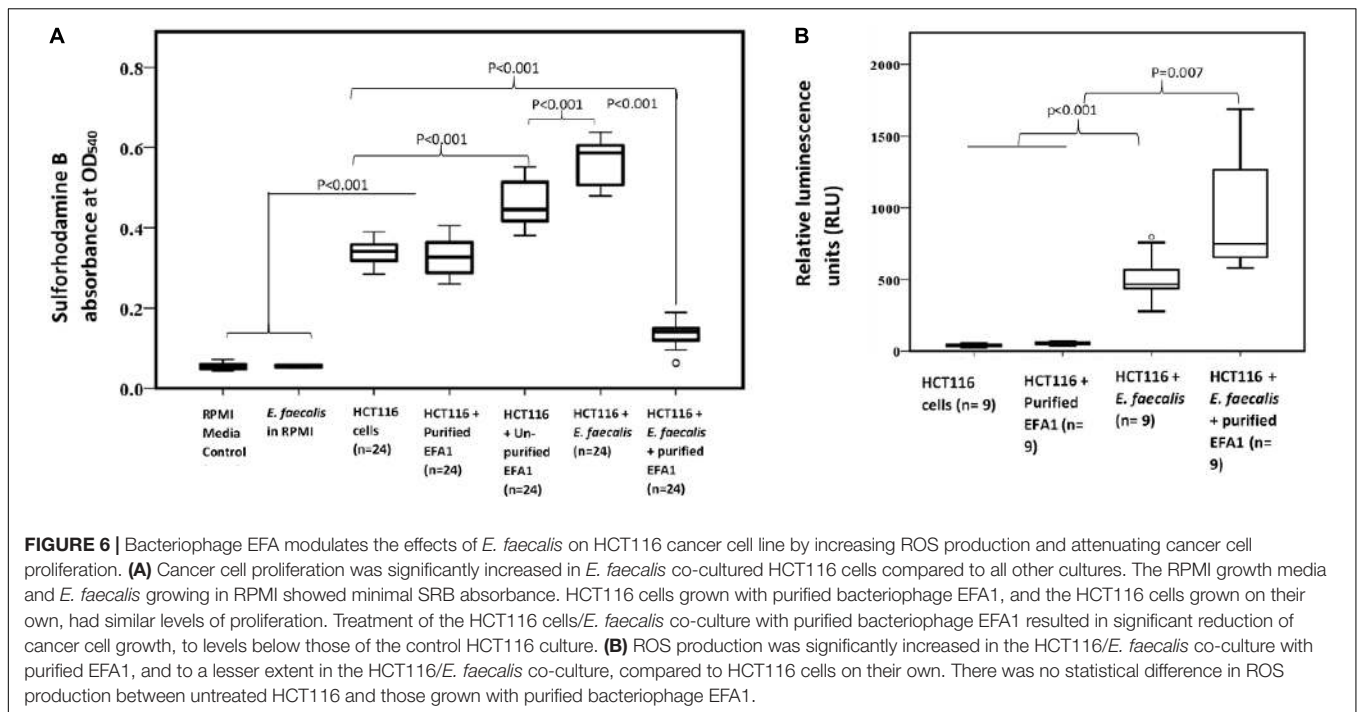 A
Sulforhodamine B
absorbance at OD540
0.8
0.6
0.4
0.2
0.0
P<0.001
P<0.001
P<0.001
P<0.001
P<0.001
RPMI
Media
Control
E. faecalis
in RPMI
HCT116
cells
(n=24)
HCT116 +
Purified
EFA1
(n=24)
HCT116
+ Un-
purified
EFA1
(n=24)
HCT116 +
E. faecalis
(n=24)
HCT116 +
E. faecalis
+ purified
EFA1 (n=24)
B
Relative luminescence
units (RLU)
2000
1500
1000
500
0
P=0.007
p<0.001
HCT116
cells (n= 9)
HCT116 +
Purified
EFA1 (n=
9)
HCT116 +
E. faecalis
(n= 9)
HCT116 +
E. faecalis
+ purified
EFA1 (n=
9)
FIGURE 6 | Bacteriophage EFA modulates the effects of E. faecalis on HCT116 cancer cell line by increasing ROS production and attenuating cancer cell
proliferation. (A) Cancer cell proliferation was significantly increased in E. faecalis co-cultured HCT116 cells compared to all other cultures. The RPMI growth media
and E. faecalis growing in RPMI showed minimal SRB absorbance. HCT116 cells grown with purified bacteriophage EFA1, and the HCT116 cells grown on their
own, had similar levels of proliferation. Treatment of the HCT116 cells/E. faecalis co-culture with purified bacteriophage EFA1 resulted in significant reduction of
cancer cell growth, to levels below those of the control HCT116 culture. (B) ROS production was significantly increased in the HCT116/E. faecalis co-culture with
purified EFA1, and to a lesser extent in the HCT116/E. faecalis co-culture, compared to HCT116 cells on their own. There was no statistical difference in ROS
production between untreated HCT116 and those grown with purified bacteriophage EFA1.